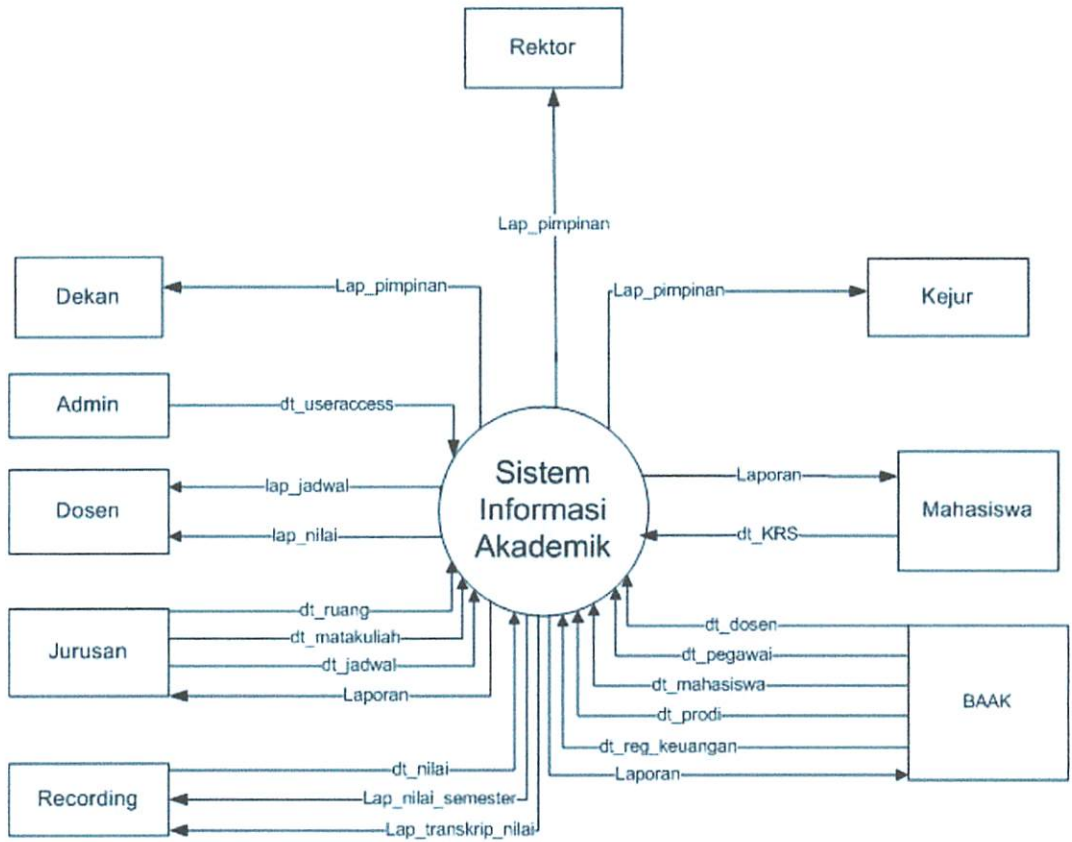 Rektor
Lap_pimpinan
Dekan
Lap_pimpinan
Lap_pimpinan
Kejur
Admin
dt_useraccess
Dosen
lap_jadwal
lap_nilai
Sistem
Informasi
Akademik
Laporan
dt_KRS
Mahasiswa
Jurusan
dt_ruang
dt_matakuliah
dt_jadwal
Laporan
dt_dosen
dt_pegawai
dt_mahasiswa
dt_prodi
dt_reg_keuangan
Laporan
BAAK
Recording
dt_nilai
Lap_nilai_semester
Lap_transkrip_nilai